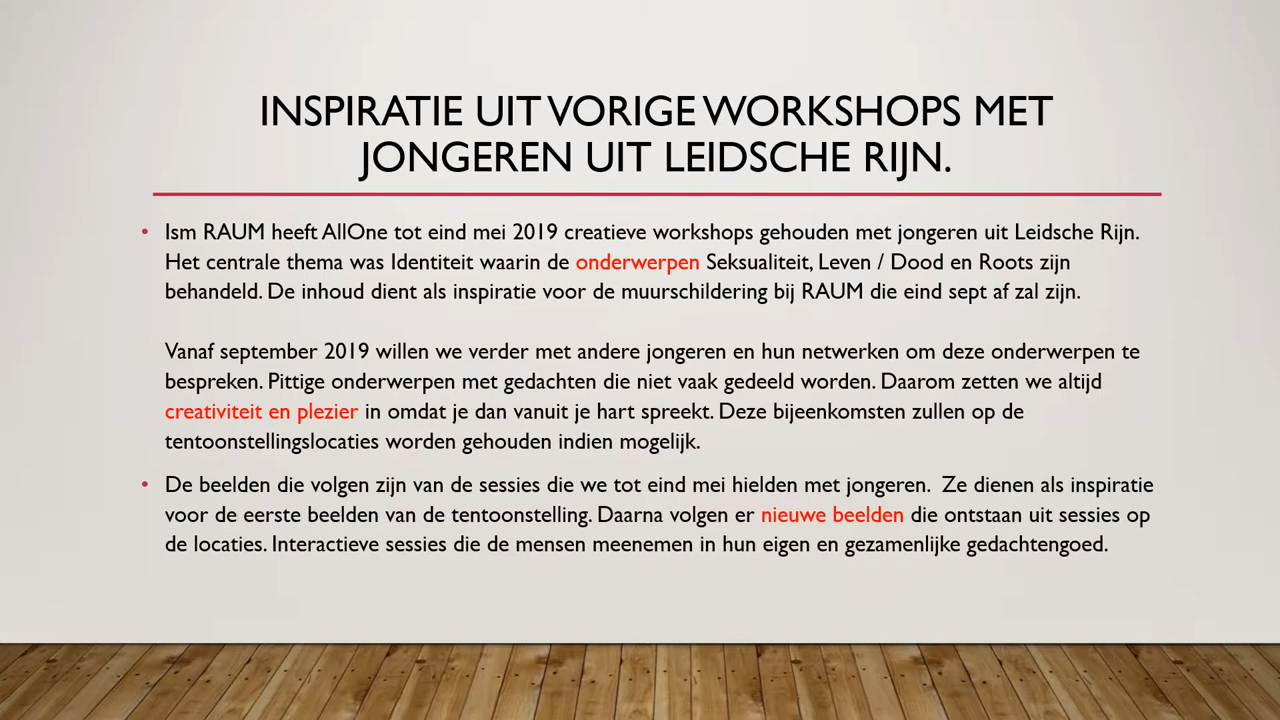 INSPIRATIE UIT VORIGE WORKSHOPS MET
JONGEREN UIT LEIDSCHE RIJN.
• Ism RAUM heeft AllOne tot eind mei 2019 creatieve workshops gehouden met jongeren uit Leidsche Rijn.
Het centrale thema was Identiteit waarin de onderwerpen Seksualiteit, Leven / Dood en Roots zijn
behandeld. De inhoud dient als inspiratie voor de muurschildering bij RAUM die eind sept af zal zijn.
Vanaf september 2019 willen we verder met andere jongeren en hun netwerken om deze onderwerpen te
bespreken. Pittige onderwerpen met gedachten die niet vaak gedeeld worden. Daarom zetten we altijd
creativiteit en plezier in omdat je dan vanuit je hart spreekt. Deze bijeenkomsten zullen op de
tentoonstellingslocaties worden gehouden indien mogelijk.
• De beelden die volgen zijn van de sessies die we tot eind mei hielden met jongeren.  Ze dienen als inspiratie
voor de eerste beelden van de tentoonstelling. Daarna volgen er nieuwe beelden die ontstaan uit sessies op
de locaties. Interactieve sessies die de mensen meenemen in hun eigen en gezamenlijke gedachtengoed.